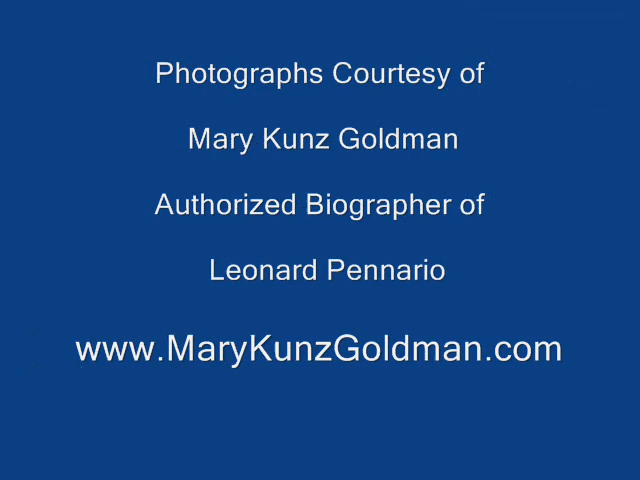 Photographs Courtesy of
Mary Kunz Goldman
Authorized Biographer of
Leonard Pennario
www.MaryKunzGoldman.com